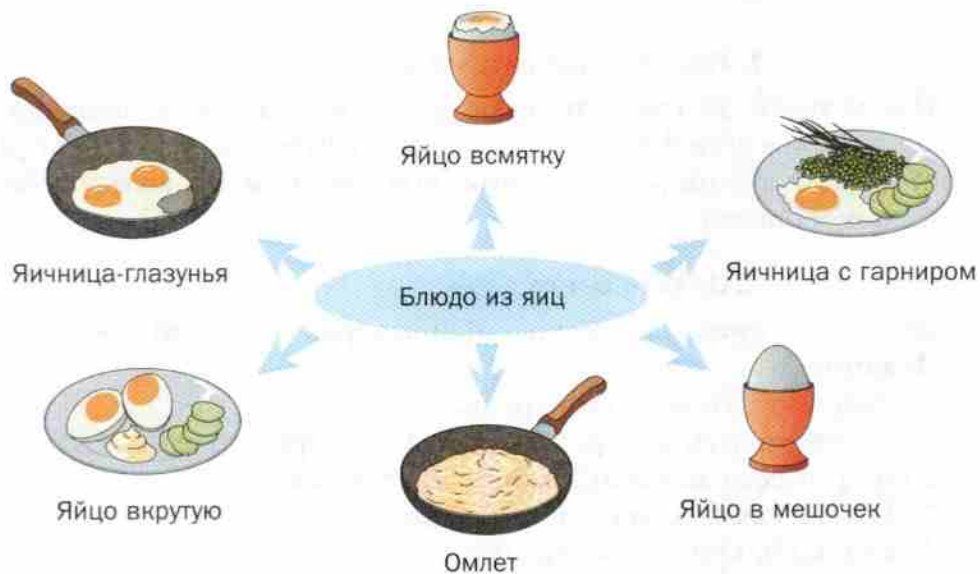 Яйцо всмятку
Яичница-глазунья
Яичница с гарниром
Блюдо из яиц
Яйцо вкрутую
Яйцо в мешочек
Омлет